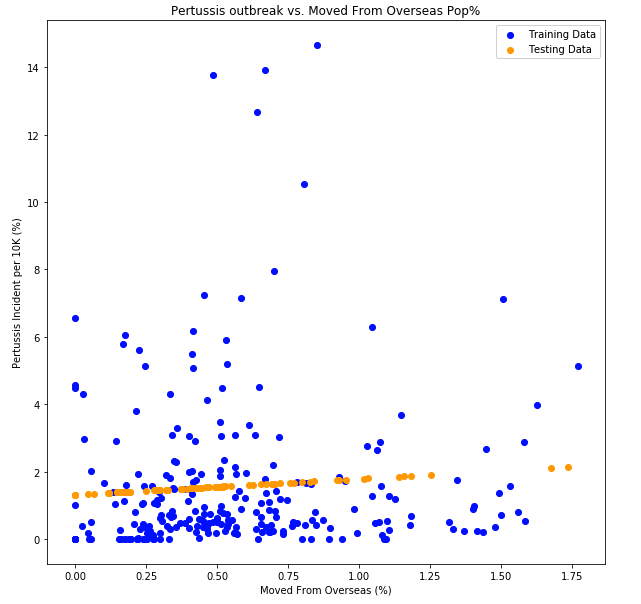 Pertussis outbreak vs. Moved From Overseas Pop%
Training Data
Testing Data
14
12
10
8
6
4
2
0
Pertussis Incident per 10K (%)
0.00 0.25 0.50 0.75 1.00 1.25 1.50 1.75
Moved From Overseas (%)